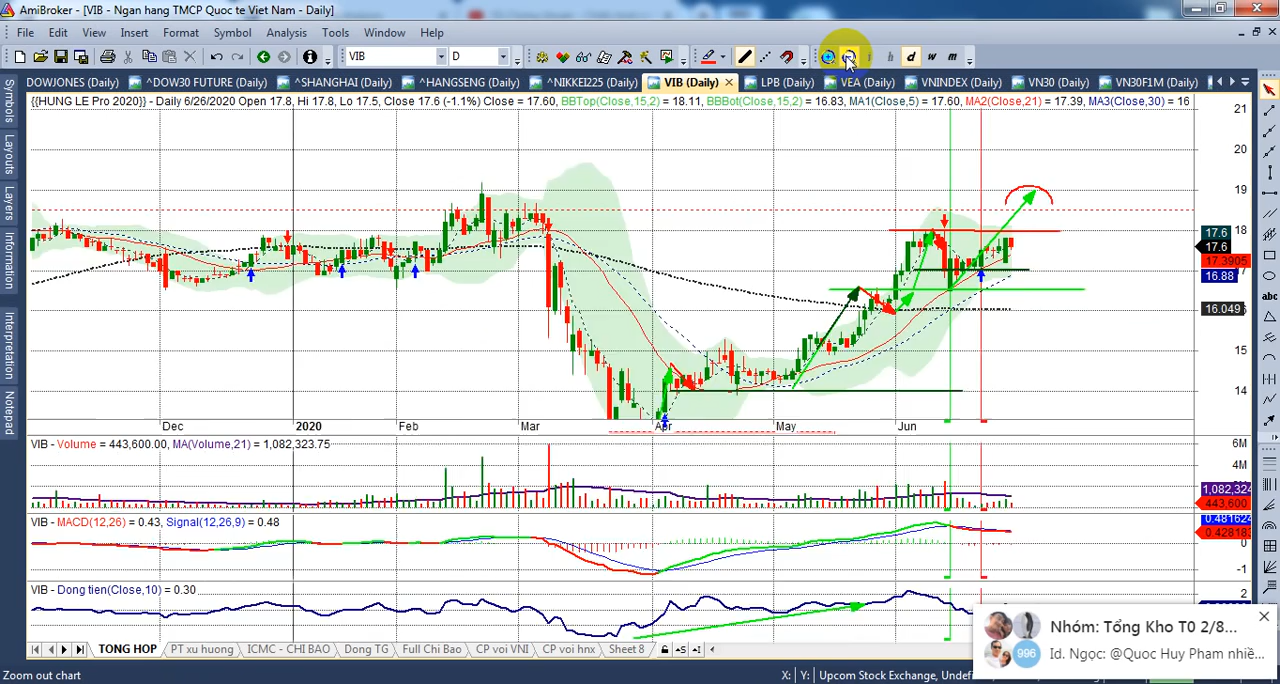 AmiBroker - [VIB - Ngan hang TMCP Quoc te Viet Nam - Daily]
File Edit View Insert Format Symbol Analysis Tools Window Help
VIB D d w m
DOWJONES (Daily) ^DOW30 FUTURE (Daily) ^SHANGHAI (Daily) ^HANGSENG (Daily) ^NIKKEI225 (Daily) VIB (Daily) LPB (Daily) VEA (Daily) VNINDEX (Daily) VN30 (Daily) VN30F1M (Daily)
{{HUNG LE Pro 2020}} - Daily 6/26/2020 Open 17.8, Hi 17.8, Lo 17.5, Close 17.6 (-1.1%) Close = 17.60, BBTop(Close,15,2) = 18.11, BBBot(Close,15,2) = 16.83, MA1(Close,5) = 17.60, MA2(Close,21) = 17.39, MA3(Close,30) = 16
Symbols
Layouts
Layers
Information
Interpretation
Notepad
21
20
19
18
17.6
17.6
17.3905
16.88
16.049
15
14
Dec 2020 Feb Mar Apr May Jun
VIB - Volume = 443,600.00, MA(Volume,21) = 1,082,323.75
6M
4M
1,082,324
443,600
VIB - MACD(12,26) = 0.43, Signal(12,26,9) = 0.48
0.481624
0.42818
0
-1
VIB - Dong tien(Close,10) = 0.30
2
Nhóm: Tổng Kho T0 2/8...
996 Id. Ngọc: @Quoc Huy Pham nhiề...
TONG HOP PT xu huong ICMC - CHI BAO Dong TG Full Chi Bao CP voi VNI CP voi hnx Sheet 8
Zoom out chart X: Y: Upcom Stock Exchange, Undef
abc